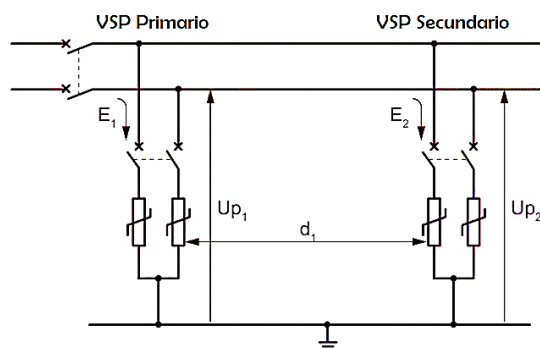 VSP Primario
VSP Secundario
E1
E2
Up1
Up2
d1